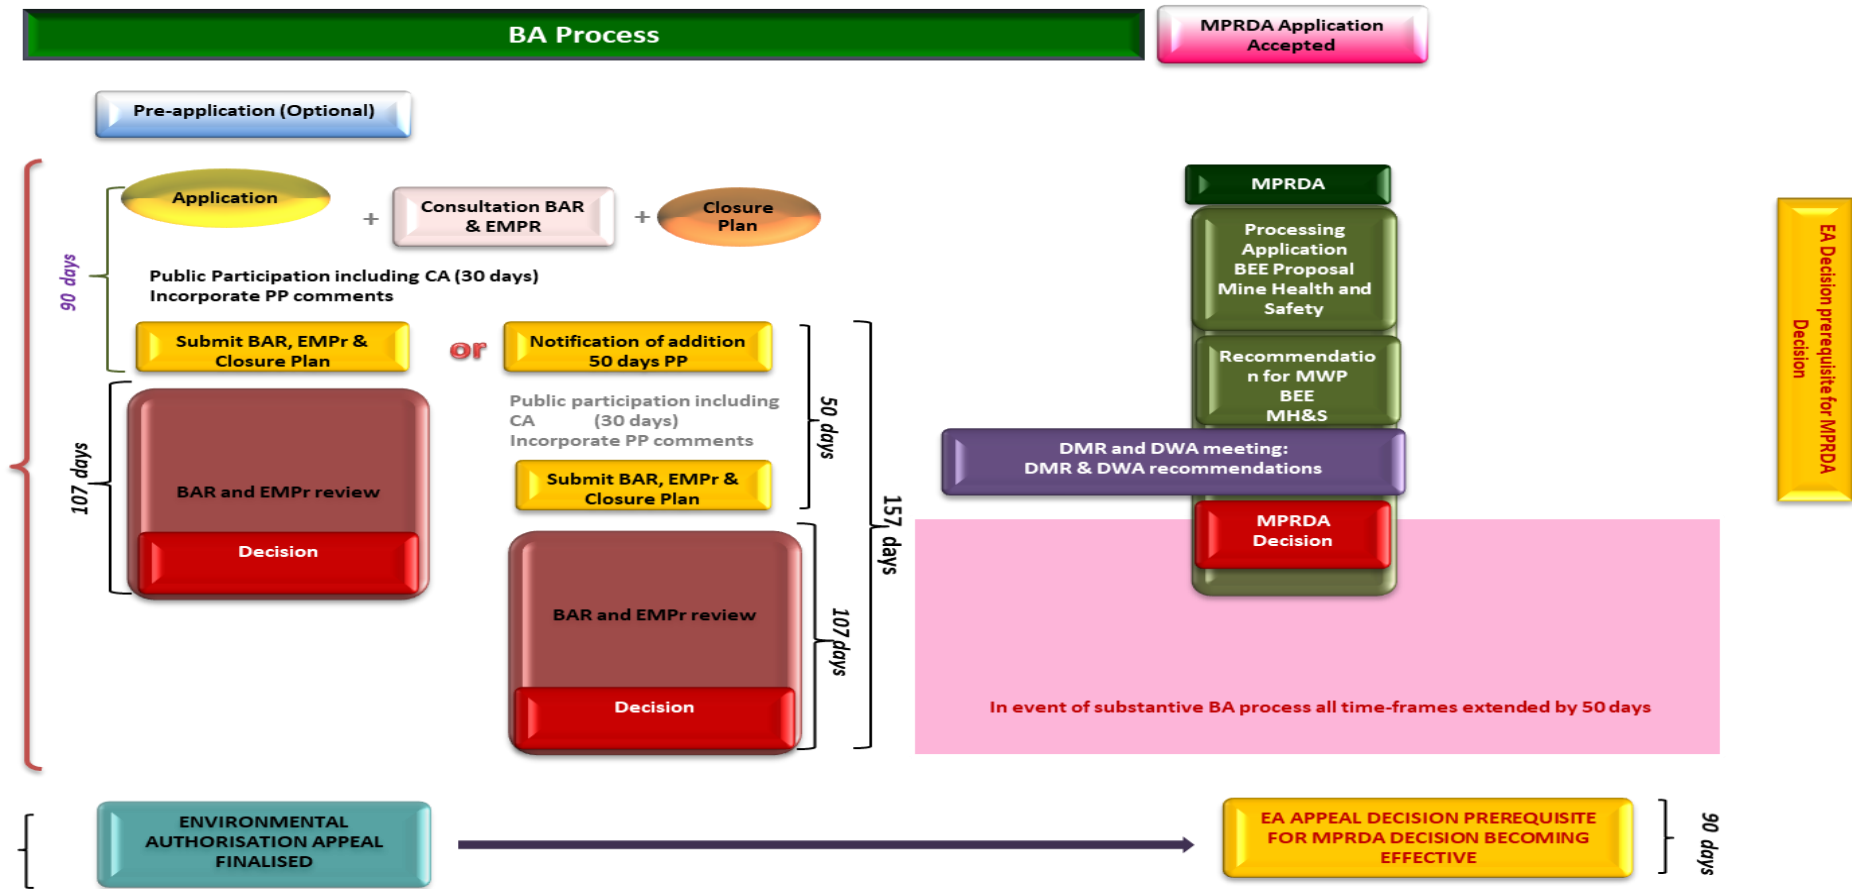 BA Process
MPRDA Application
Accepted
Pre-application (Optional)
Application
+
Consultation BAR
& EMPR
+
Closure
Plan
90 days
Public Participation including CA (30 days)
Incorporate PP comments
Submit BAR, EMPr &
Closure Plan
or
Notification of addition
50 days PP
Public participation including
CA (30 days)
Incorporate PP comments
Submit BAR, EMPr &
Closure Plan
50 days
107 days
BAR and EMPr review
Decision
BAR and EMPr review
Decision
107 days
157 days
MPRDA
Processing
Application
BEE Proposal
Mine Health and
Safety
Recommendatio
n for MWP
BEE
MH&S
DMR and DWA meeting:
DMR & DWA recommendations
MPRDA
Decision
In event of substantive BA process all time-frames extended by 50 days
EA Decision prerequisite for MPRDA
Decision
ENVIRONMENTAL
AUTHORISATION APPEAL
FINALISED
EA APPEAL DECISION PREREQUISITE
FOR MPRDA DECISION BECOMING
EFFECTIVE
90 days